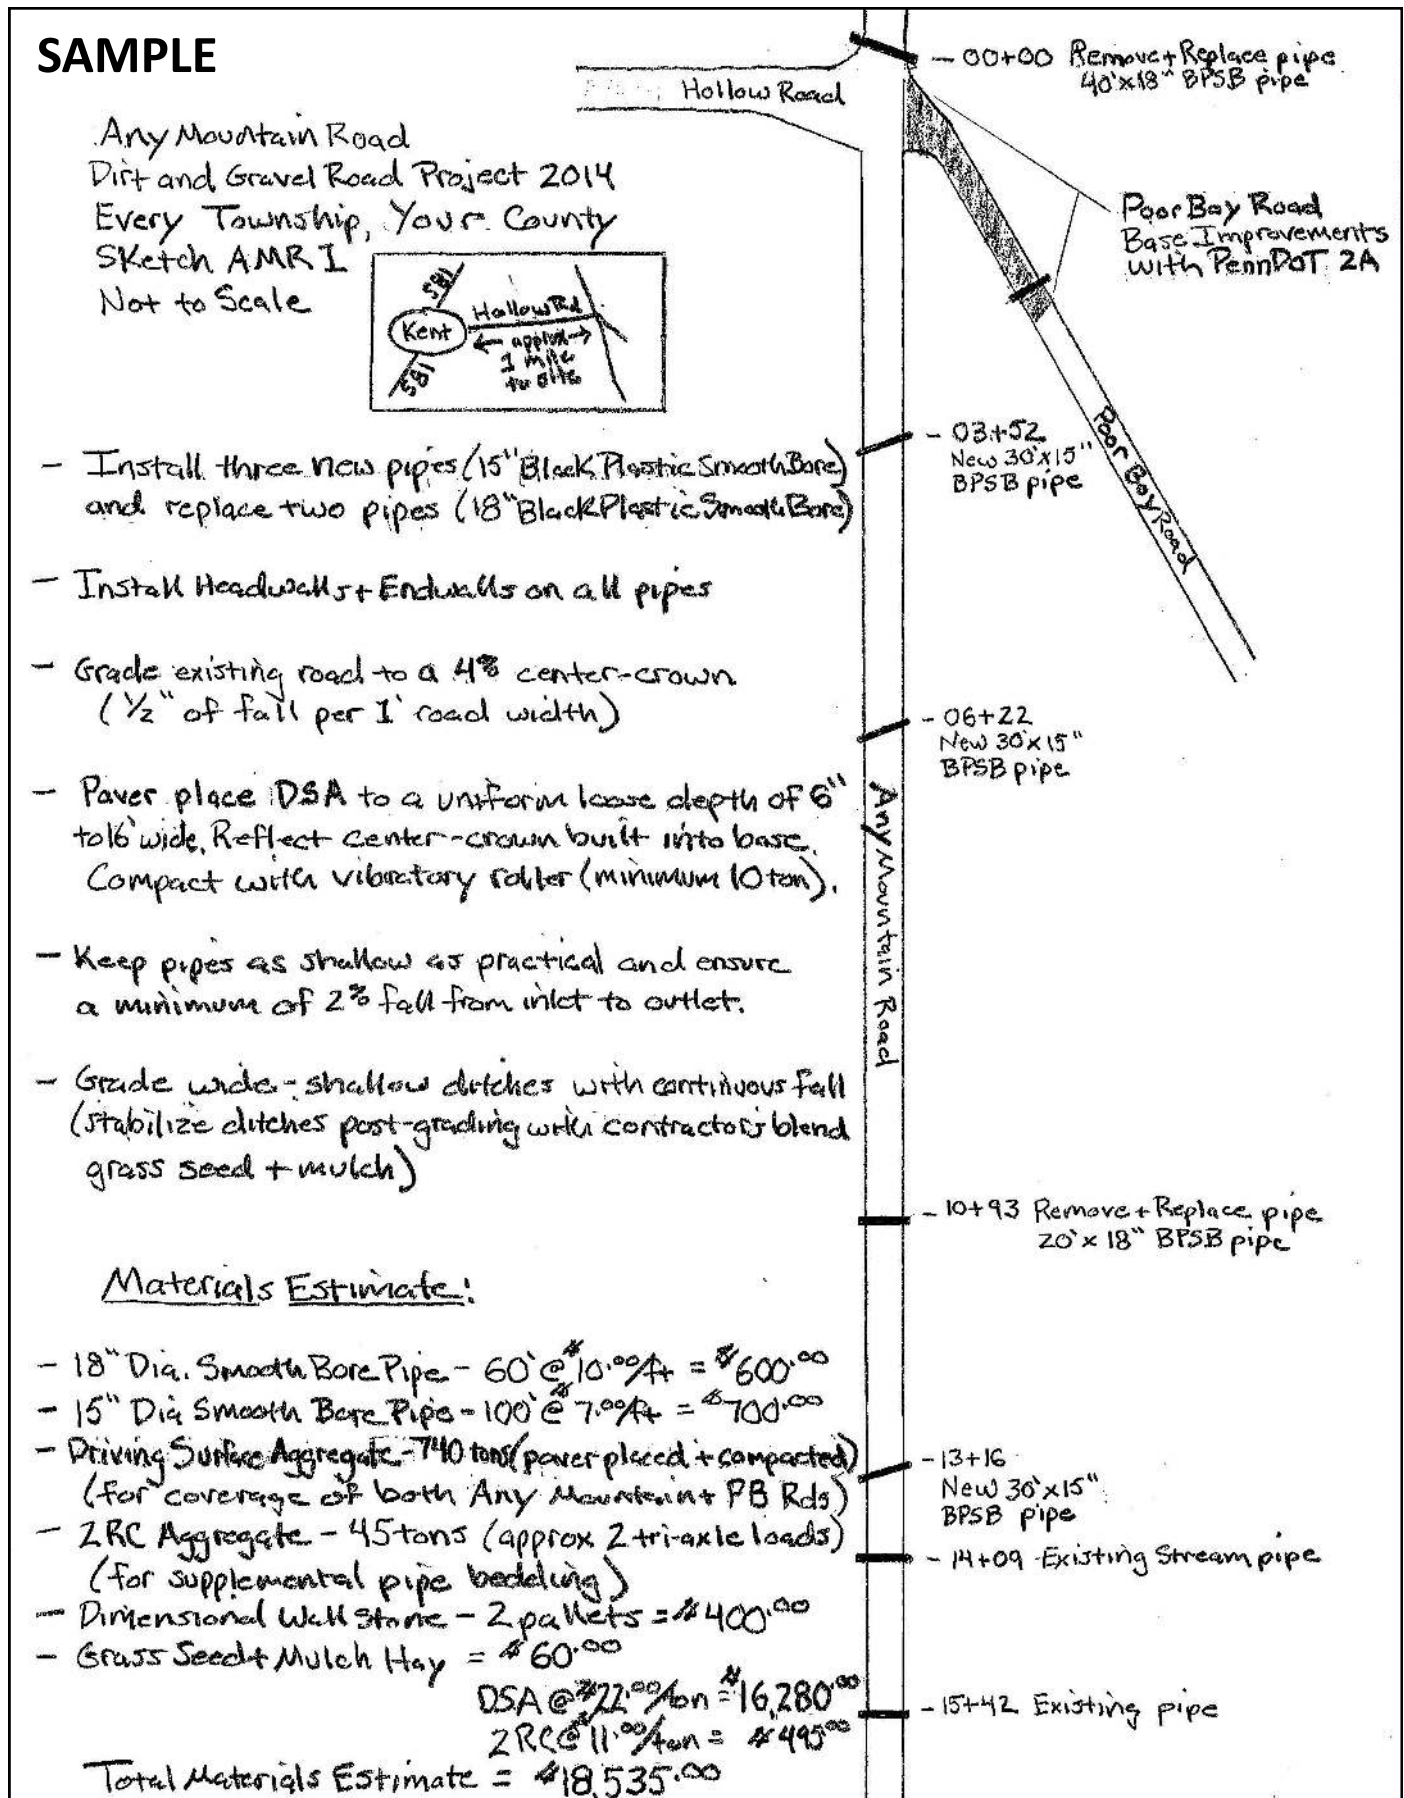 SAMPLE
Any Mountain Road
Dirt and Gravel Road Project 2014
Every Township, Your County
Sketch AMR I
Not to Scale
581
Kent
581
Hollow Rd
approx
1 mile
to site
Hollow Road
- 00+00 Remove + Replace pipe
40'x18" BPSB pipe
Poor Boy Road
Base Improvements
with PennDOT 2A
Poor Boy Road
- 03+52
New 30'x15"
BPSB pipe
- 06+22
New 30'x15"
BPSB pipe
Any Mountain Road
- 10+93 Remove + Replace pipe
20'x 18" BPSB pipe
- 13+16
New 30'x15"
BPSB pipe
- 14+09 Existing Stream pipe
- 15+42 Existing pipe
- Install three new pipes (15" Black Plastic Smooth Bore)
and replace two pipes (18" Black Plastic Smooth Bore)
- Install Headwalls + Endwalls on all pipes
- Grade existing road to a 4% center-crown
(1/2" of fall per 1' road width)
- Paver place DSA to a uniform loose depth of 6"
to 16' wide. Reflect center-crown built into base.
Compact with vibratory roller (minimum 10 ton).
- Keep pipes as shallow as practical and ensure
a minimum of 2% fall from inlet to outlet.
- Grade wide-shallow ditches with continuous fall
(stabilize ditches post-grading with contractor's blend
grass seed + mulch)
Materials Estimate:
- 18" Dia. Smooth Bore Pipe - 60' @ $10.00/ft = $600.00
- 15" Dia Smooth Bore Pipe - 100' @ $7.00/ft = $700.00
- Driving Surface Aggregate - 740 tons (paver placed + compacted)
(for coverage of both Any Mountain + PB Rds)
- 2RC Aggregate - 45 tons (approx 2 tri-axle loads)
(for supplemental pipe bedding)
- Dimensional Wall Stone - 2 pallets = $400.00
- Grass Seed + Mulch Hay = $60.00
DSA @ $22.00/ton = $16,280.00
2RC @ $11.00/ton = $495.00
Total Materials Estimate = $18,535.00